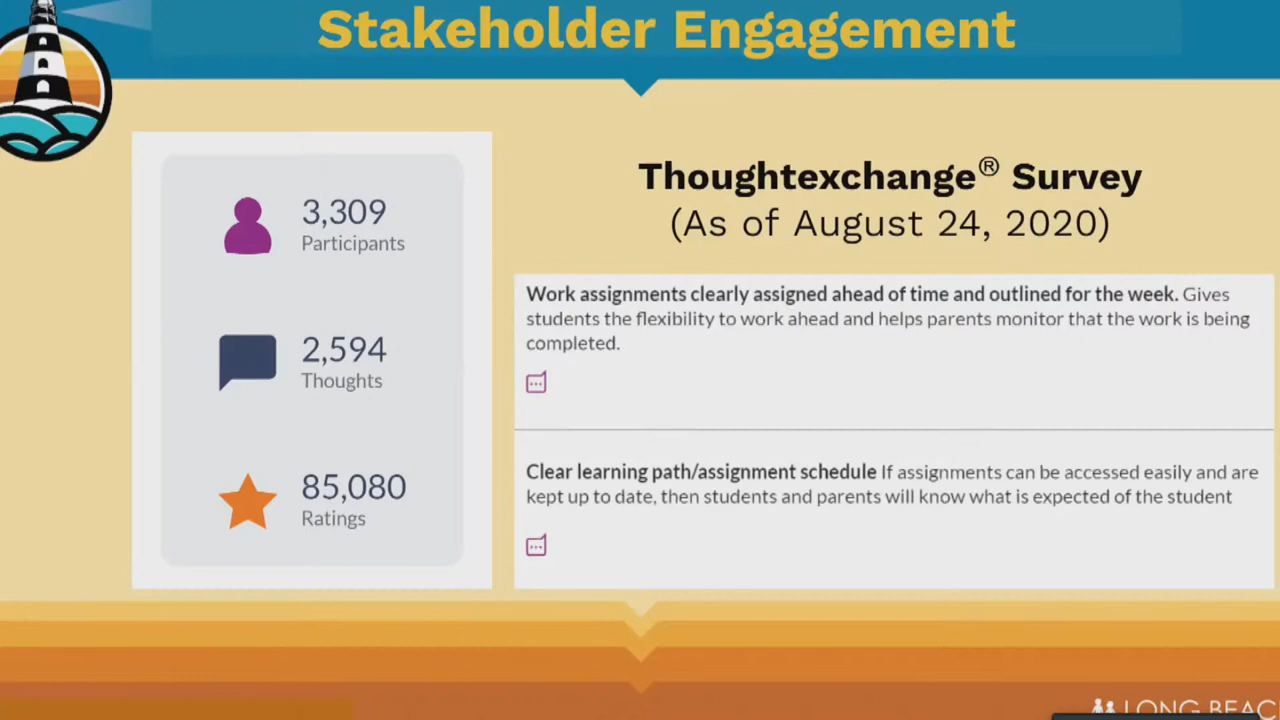 Stakeholder Engagement
3,309
Participants
2,594
Thoughts
85,080
Ratings
Thoughtexchange® Survey
(As of August 24, 2020)
Work assignments clearly assigned ahead of time and outlined for the week. Gives
students the flexibility to work ahead and helps parents monitor that the work is being
completed.
Clear learning path/assignment schedule If assignments can be accessed easily and are
kept up to date, then students and parents will know what is expected of the student
LONG BEAC